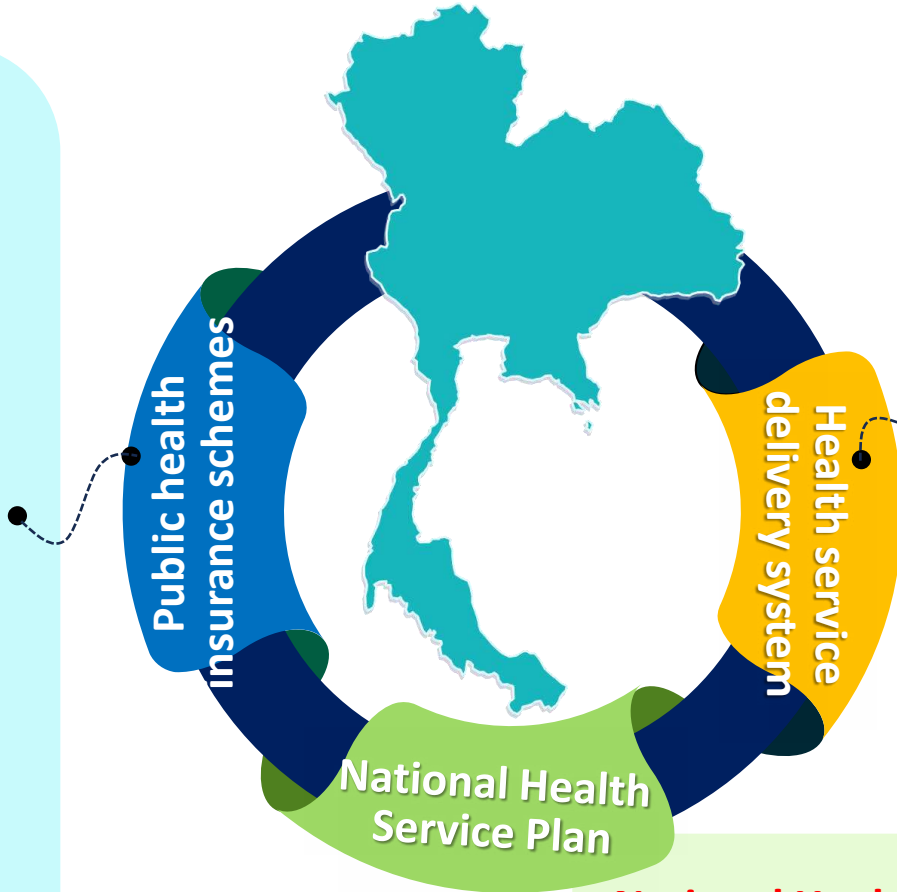 Public health
insurance schemes
Health service
delivery system
National Health
Service Plan